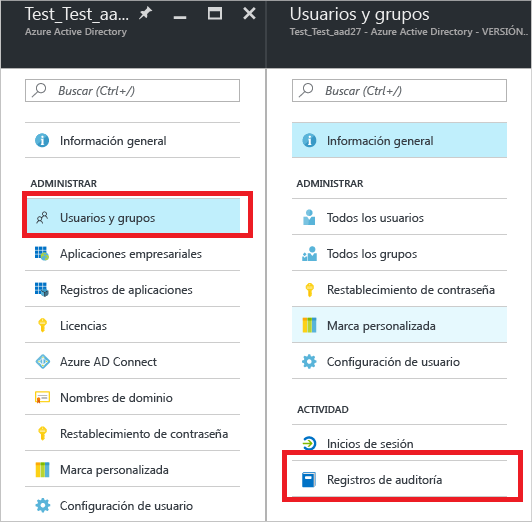 Test_Test_aa...
Azure Active Directory
Buscar (Ctrl+/)
Información general
ADMINISTRAR
Usuarios y grupos
Aplicaciones empresariales
Registros de aplicaciones
Licencias
Azure AD Connect
Nombres de dominio
Restablecimiento de contraseña
Marca personalizada
Configuración de usuario
Usuarios y grupos
Test_Test_aad27 - Azure Active Directory - VERSIÓN...
Buscar (Ctrl+/)
Información general
ADMINISTRAR
Todos los usuarios
Todos los grupos
Restablecimiento de contraseña
Marca personalizada
Configuración de usuario
ACTIVIDAD
Inicios de sesión
Registros de auditoría